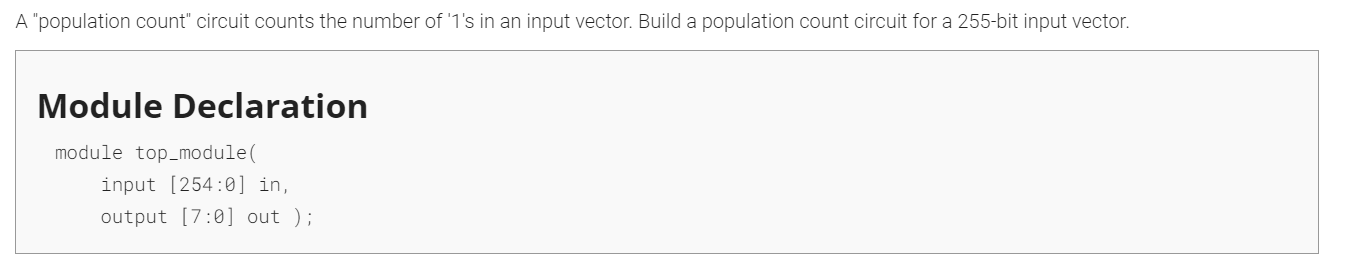 A "population count" circuit counts the number of '1's in an input vector. Build a population count circuit for a 255-bit input vector.
Module Declaration
module top_module(
    input [254:0] in,
    output [7:0] out );